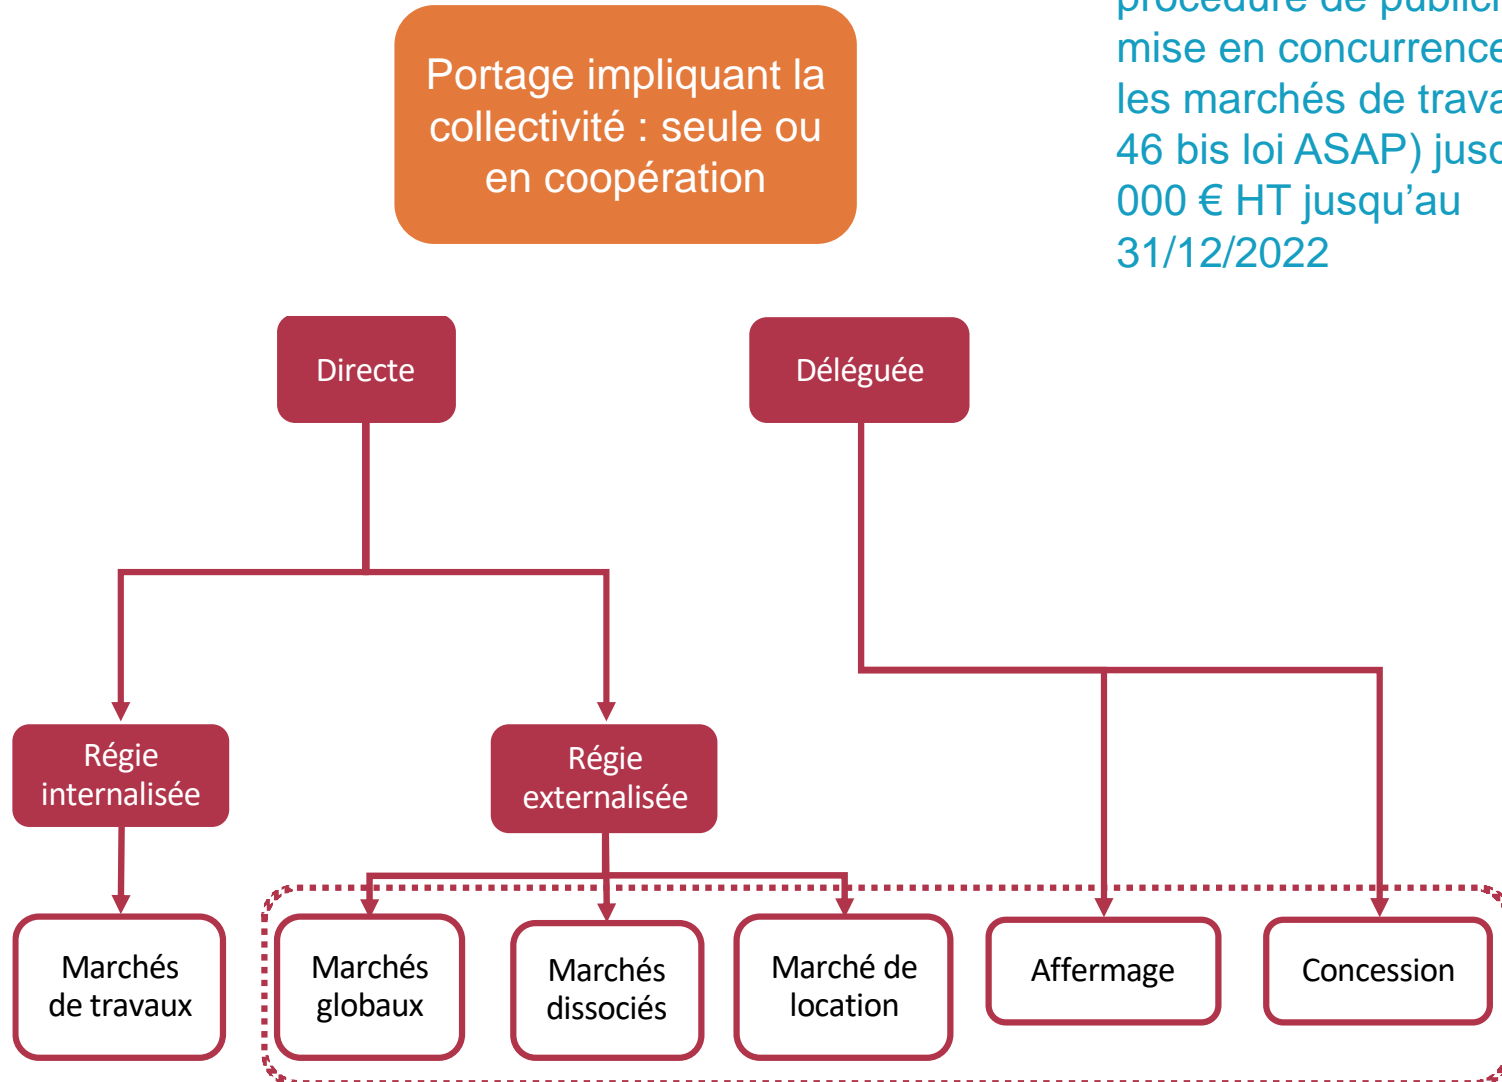 Portage impliquant la
collectivité : seule ou
en coopération
procédure de
mise en concurrence
les marchés de
46 bis loi ASAP)
000 € HT jusqu’au
31/12/2022
Directe
Déléguée
Régie
internalisée
Régie
externalisée
Marchés
de travaux
Marchés
globaux
Marchés
dissociés
Marché de
location
Affermage
Concession